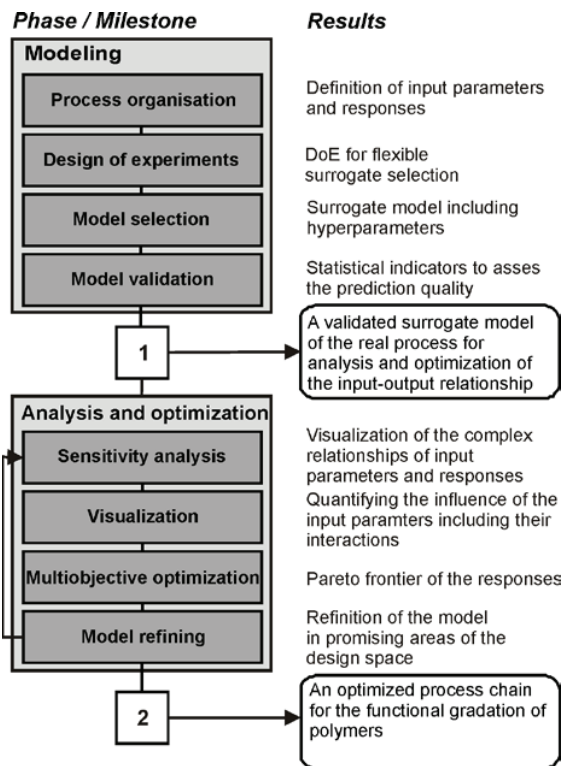 Phase / Milestone
Results
Modeling
Process organisation
Definition of input parameters
and responses
Design of experiments
DoE for flexible
surrogate selection
Model selection
Surrogate model including
hyperparameters
Model validation
Statistical indicators to asses
the prediction quality
1
A validated surrogate model
of the real process for
analysis and optimization of
the input-output relationship
Analysis and optimization
Sensitivity analysis
Visualization of the complex
relationships of input
parameters and responses
Visualization
Quantifying the influence of the
input paramters including their
interactions
Multiobjective optimization
Pareto frontier of the responses
Model refining
Refinition of the model
in promising areas of the
design space
2
An optimized process chain
for the functional gradation of
polymers